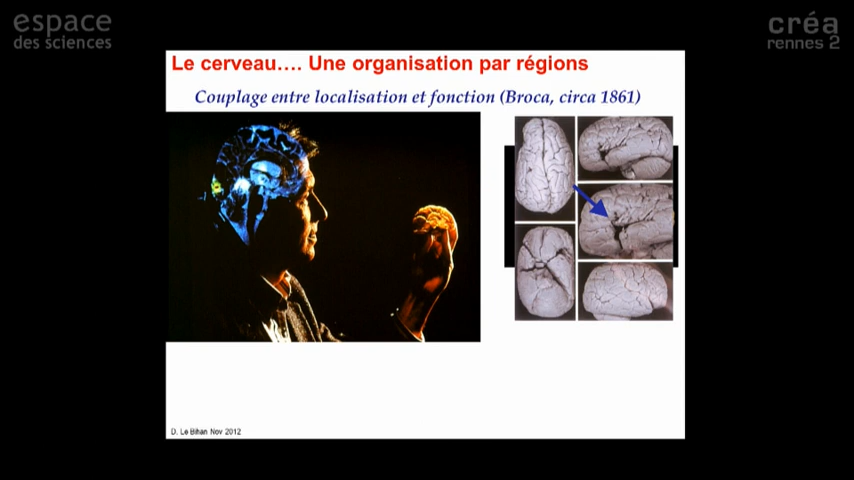 espace
des sciences
créa
rennes 2
Le cerveau.... Une organisation par régions
Couplage entre localisation et fonction (Broca, circa 1861)
D. Le Bihan Nov 2012